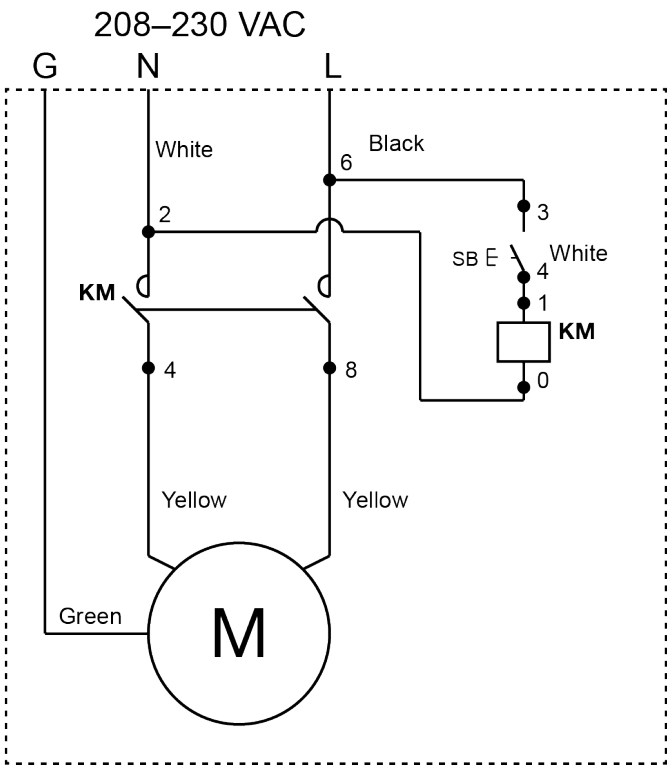 208–230 VAC
G N L
White
Black
6
2
3
SB
White
4
KM
1
KM
4
8
0
Yellow
Yellow
Green
M